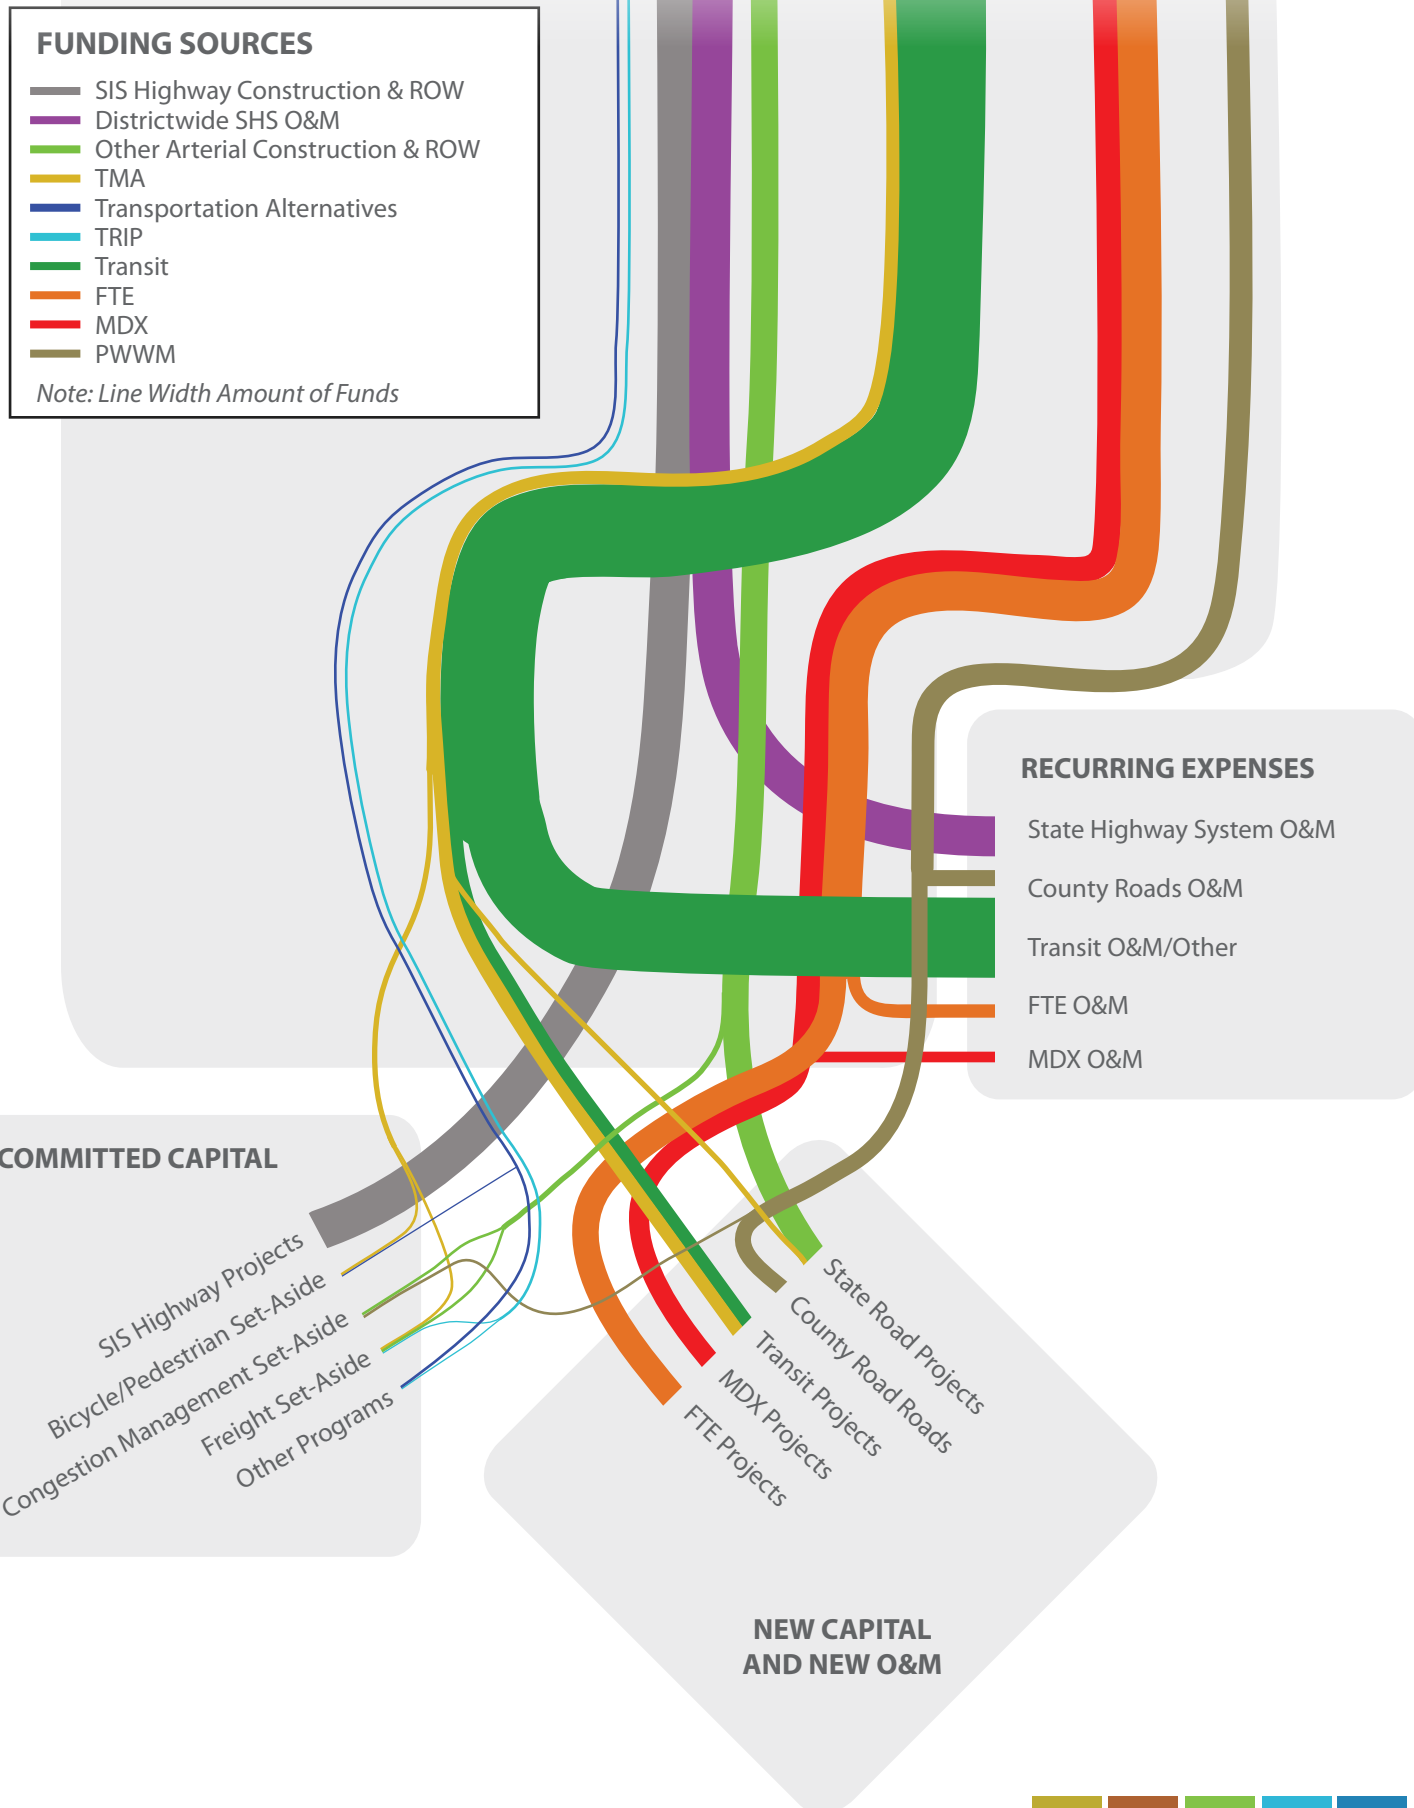 FUNDING SOURCES
SIS Highway Construction & ROW
Districtwide SHS O&M
Other Arterial Construction & ROW
TMA
Transportation Alternatives
TRIP
Transit
FTE
MDX
PWWM
Note: Line Width Amount of Funds
RECURRING EXPENSES
State Highway System O&M
County Roads O&M
Transit O&M/Other
FTE O&M
MDX O&M
COMMITTED CAPITAL
SIS Highway Projects
Bicycle/Pedestrian Set-Aside
Congestion Management Set-Aside
Freight Set-Aside
Other Programs
State Road Projects
County Road Roads
Transit Projects
MDX Projects
FTE Projects
NEW CAPITAL
AND NEW O&M